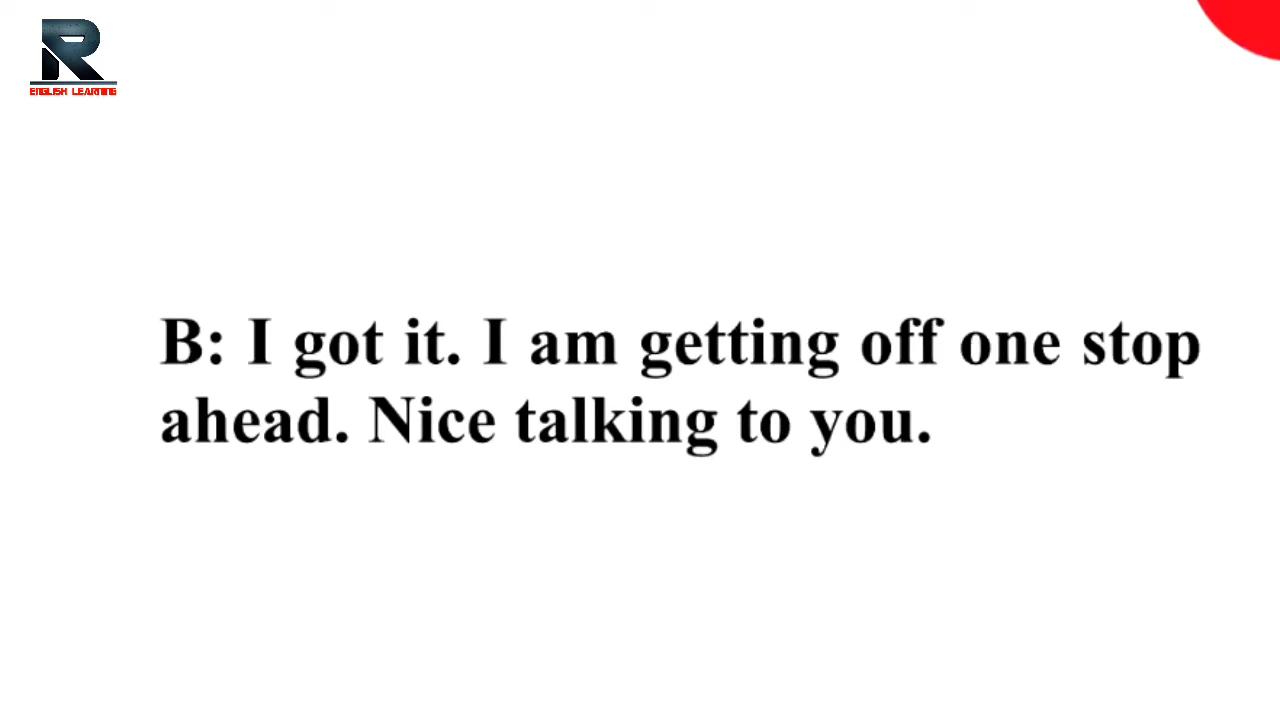 R
ENGLISH LEARNING
B: I got it. I am getting off one stop
ahead. Nice talking to you.